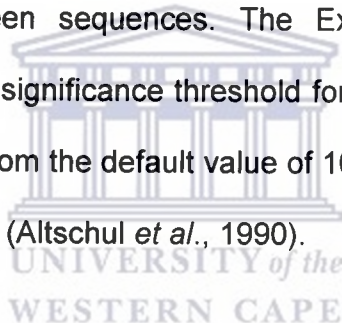 een sequences. The Ex
significance threshold for
om the default value of 10
(Altschul et al., 1990).
UNIVERSITY of the
WESTERN CAPE